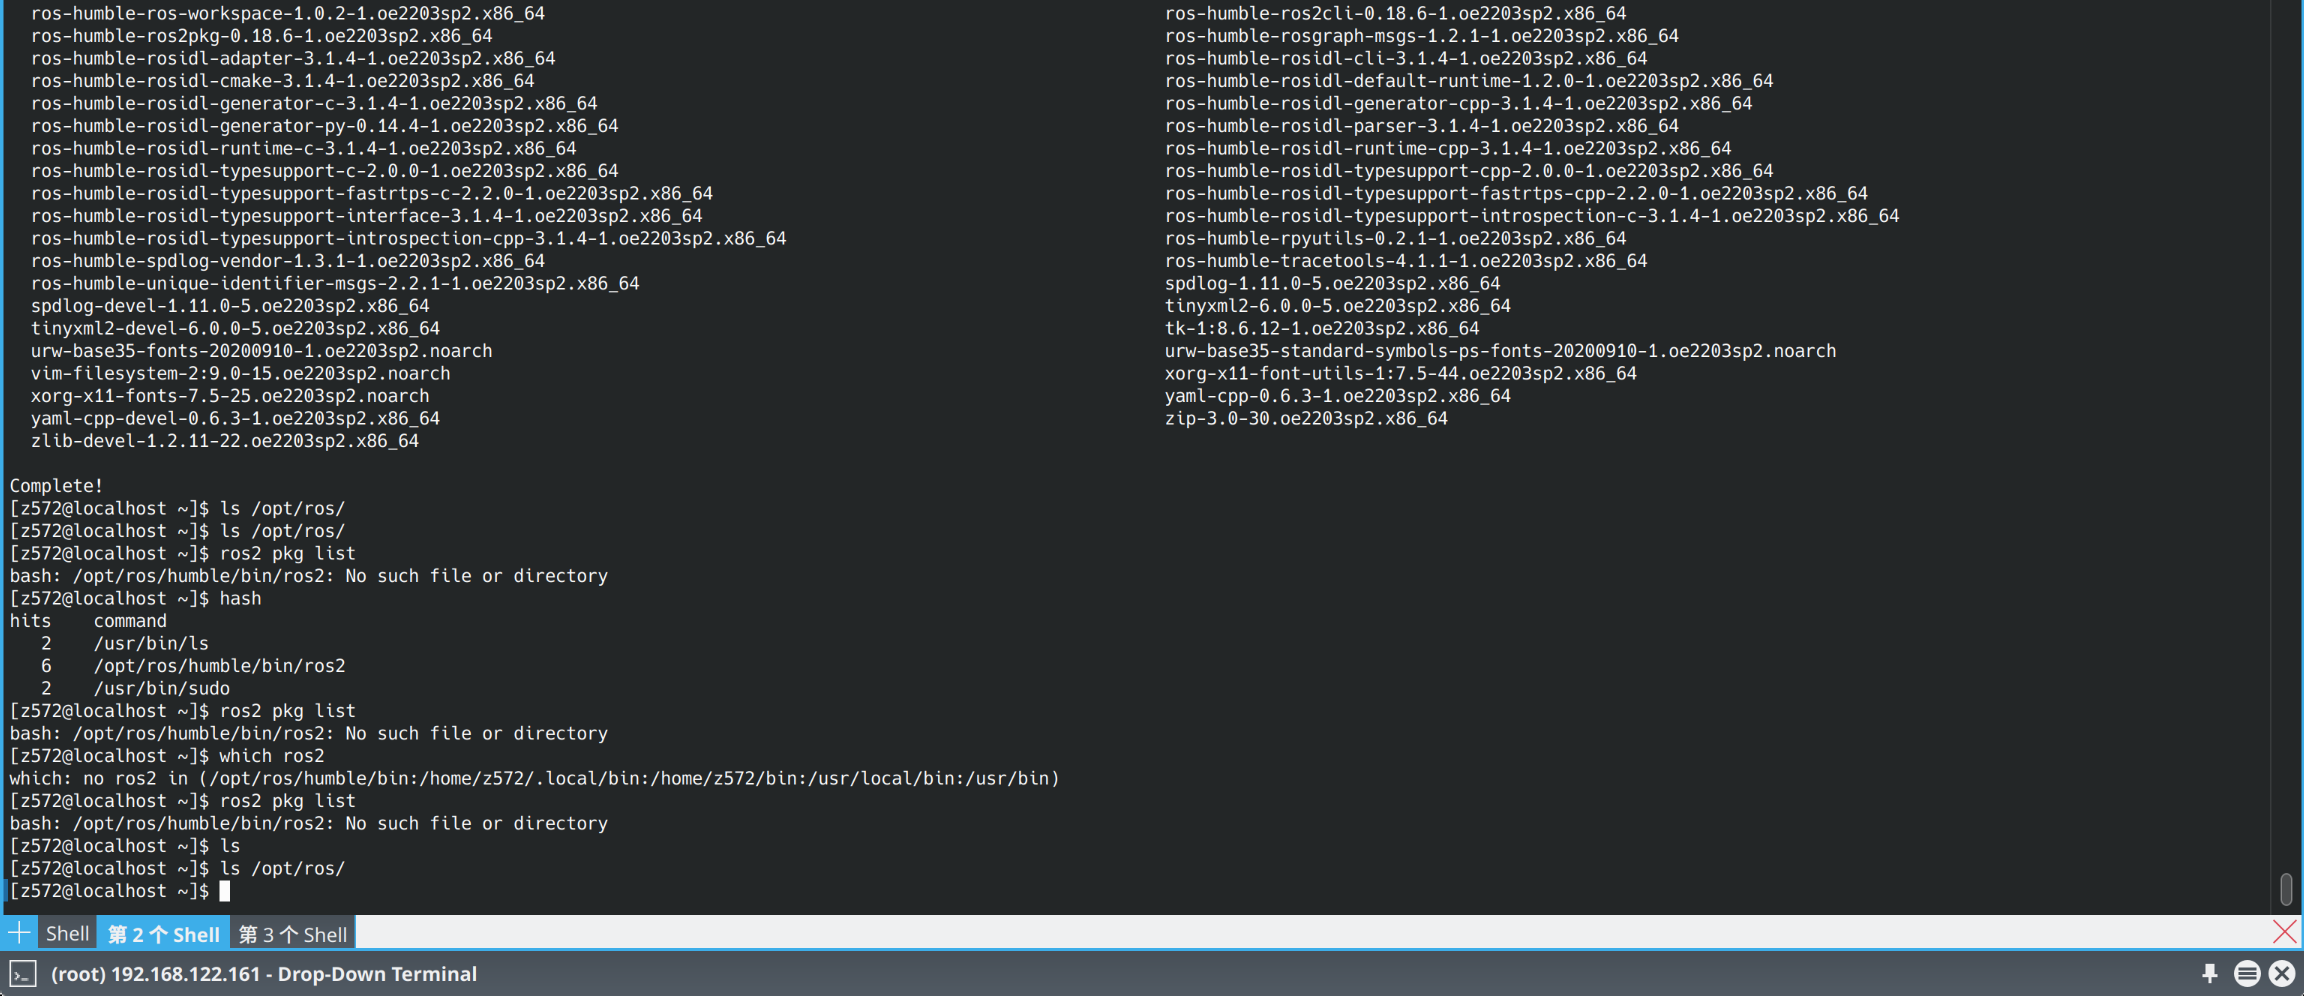 ros-humble-ros-workspace-1.0.2-1.oe2203sp2.x86_64 ros-humble-ros2cli-0.18.6-1.oe2203sp2.x86_64
ros-humble-ros2pkg-0.18.6-1.oe2203sp2.x86_64 ros-humble-rosgraph-msgs-1.2.1-1.oe2203sp2.x86_64
ros-humble-rosidl-adapter-3.1.4-1.oe2203sp2.x86_64 ros-humble-rosidl-cli-3.1.4-1.oe2203sp2.x86_64
ros-humble-rosidl-cmake-3.1.4-1.oe2203sp2.x86_64 ros-humble-rosidl-default-runtime-1.2.0-1.oe2203sp2.x86_64
ros-humble-rosidl-generator-c-3.1.4-1.oe2203sp2.x86_64 ros-humble-rosidl-generator-cpp-3.1.4-1.oe2203sp2.x86_64
ros-humble-rosidl-generator-py-0.14.4-1.oe2203sp2.x86_64 ros-humble-rosidl-parser-3.1.4-1.oe2203sp2.x86_64
ros-humble-rosidl-runtime-c-3.1.4-1.oe2203sp2.x86_64 ros-humble-rosidl-runtime-cpp-3.1.4-1.oe2203sp2.x86_64
ros-humble-rosidl-typesupport-c-2.0.0-1.oe2203sp2.x86_64 ros-humble-rosidl-typesupport-cpp-2.0.0-1.oe2203sp2.x86_64
ros-humble-rosidl-typesupport-fastrtps-c-2.2.0-1.oe2203sp2.x86_64 ros-humble-rosidl-typesupport-fastrtps-cpp-2.2.0-1.oe2203sp2.x86_64
ros-humble-rosidl-typesupport-interface-3.1.4-1.oe2203sp2.x86_64 ros-humble-rosidl-typesupport-introspection-c-3.1.4-1.oe2203sp2.x86_64
ros-humble-rosidl-typesupport-introspection-cpp-3.1.4-1.oe2203sp2.x86_64 ros-humble-rpyutils-0.2.1-1.oe2203sp2.x86_64
ros-humble-spdlog-vendor-1.3.1-1.oe2203sp2.x86_64 ros-humble-tracetools-4.1.1-1.oe2203sp2.x86_64
ros-humble-unique-identifier-msgs-2.2.1-1.oe2203sp2.x86_64 spdlog-1.11.0-5.oe2203sp2.x86_64
spdlog-devel-1.11.0-5.oe2203sp2.x86_64 tinyxml2-6.0.0-5.oe2203sp2.x86_64
tinyxml2-devel-6.0.0-5.oe2203sp2.x86_64 tk-1:8.6.12-1.oe2203sp2.x86_64
urw-base35-fonts-20200910-1.oe2203sp2.noarch urw-base35-standard-symbols-ps-fonts-20200910-1.oe2203sp2.noarch
vim-filesystem-2:9.0-15.oe2203sp2.noarch xorg-x11-font-utils-1:7.5-44.oe2203sp2.x86_64
xorg-x11-fonts-7.5-25.oe2203sp2.noarch yaml-cpp-0.6.3-1.oe2203sp2.x86_64
yaml-cpp-devel-0.6.3-1.oe2203sp2.x86_64 zip-3.0-30.oe2203sp2.x86_64
zlib-devel-1.2.11-22.oe2203sp2.x86_64
Complete!
[z572@localhost ~]$ ls /opt/ros/
[z572@localhost ~]$ ls /opt/ros/
[z572@localhost ~]$ ros2 pkg list
bash: /opt/ros/humble/bin/ros2: No such file or directory
[z572@localhost ~]$ hash
hits command
2 /usr/bin/ls
6 /opt/ros/humble/bin/ros2
2 /usr/bin/sudo
[z572@localhost ~]$ ros2 pkg list
bash: /opt/ros/humble/bin/ros2: No such file or directory
[z572@localhost ~]$ which ros2
which: no ros2 in (/opt/ros/humble/bin:/home/z572/.local/bin:/home/z572/bin:/usr/local/bin:/usr/bin)
[z572@localhost ~]$ ros2 pkg list
bash: /opt/ros/humble/bin/ros2: No such file or directory
[z572@localhost ~]$ ls
[z572@localhost ~]$ ls /opt/ros/
[z572@localhost ~]$
Shell 第 2 个 Shell 第 3 个 Shell
(root) 192.168.122.161 - Drop-Down Terminal